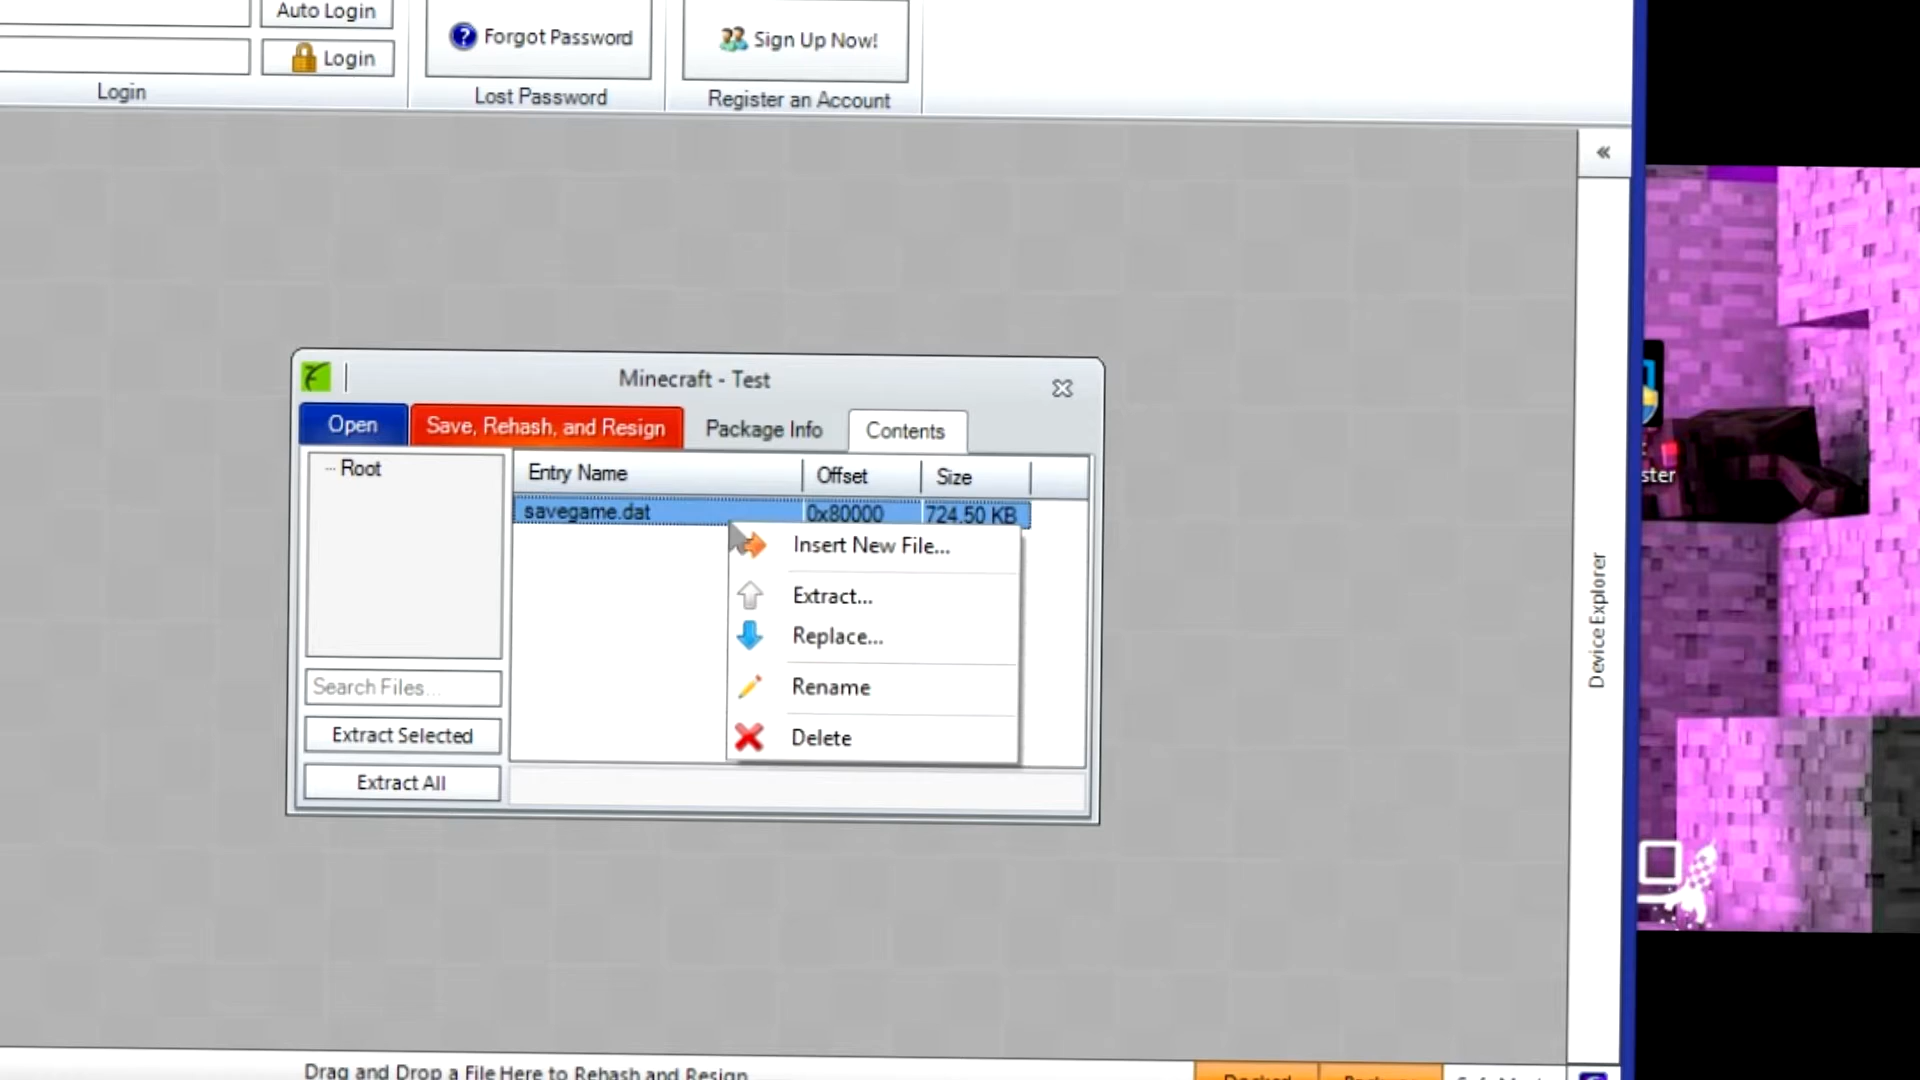 Auto Login
Login
Login
Forgot Password
Lost Password
Sign Up Now!
Register an Account
«
Minecraft - Test
Open
Save, Rehash, and Resign
Package Info
Contents
Root
Entry Name
Offset
Size
savegame.dat
0x80000
724.50 KB
Insert New File...
Extract...
Replace...
Rename
Delete
Search Files...
Extract Selected
Extract All
Device Explorer
ster
Drag and Drop a File Here to Rehash and Resign